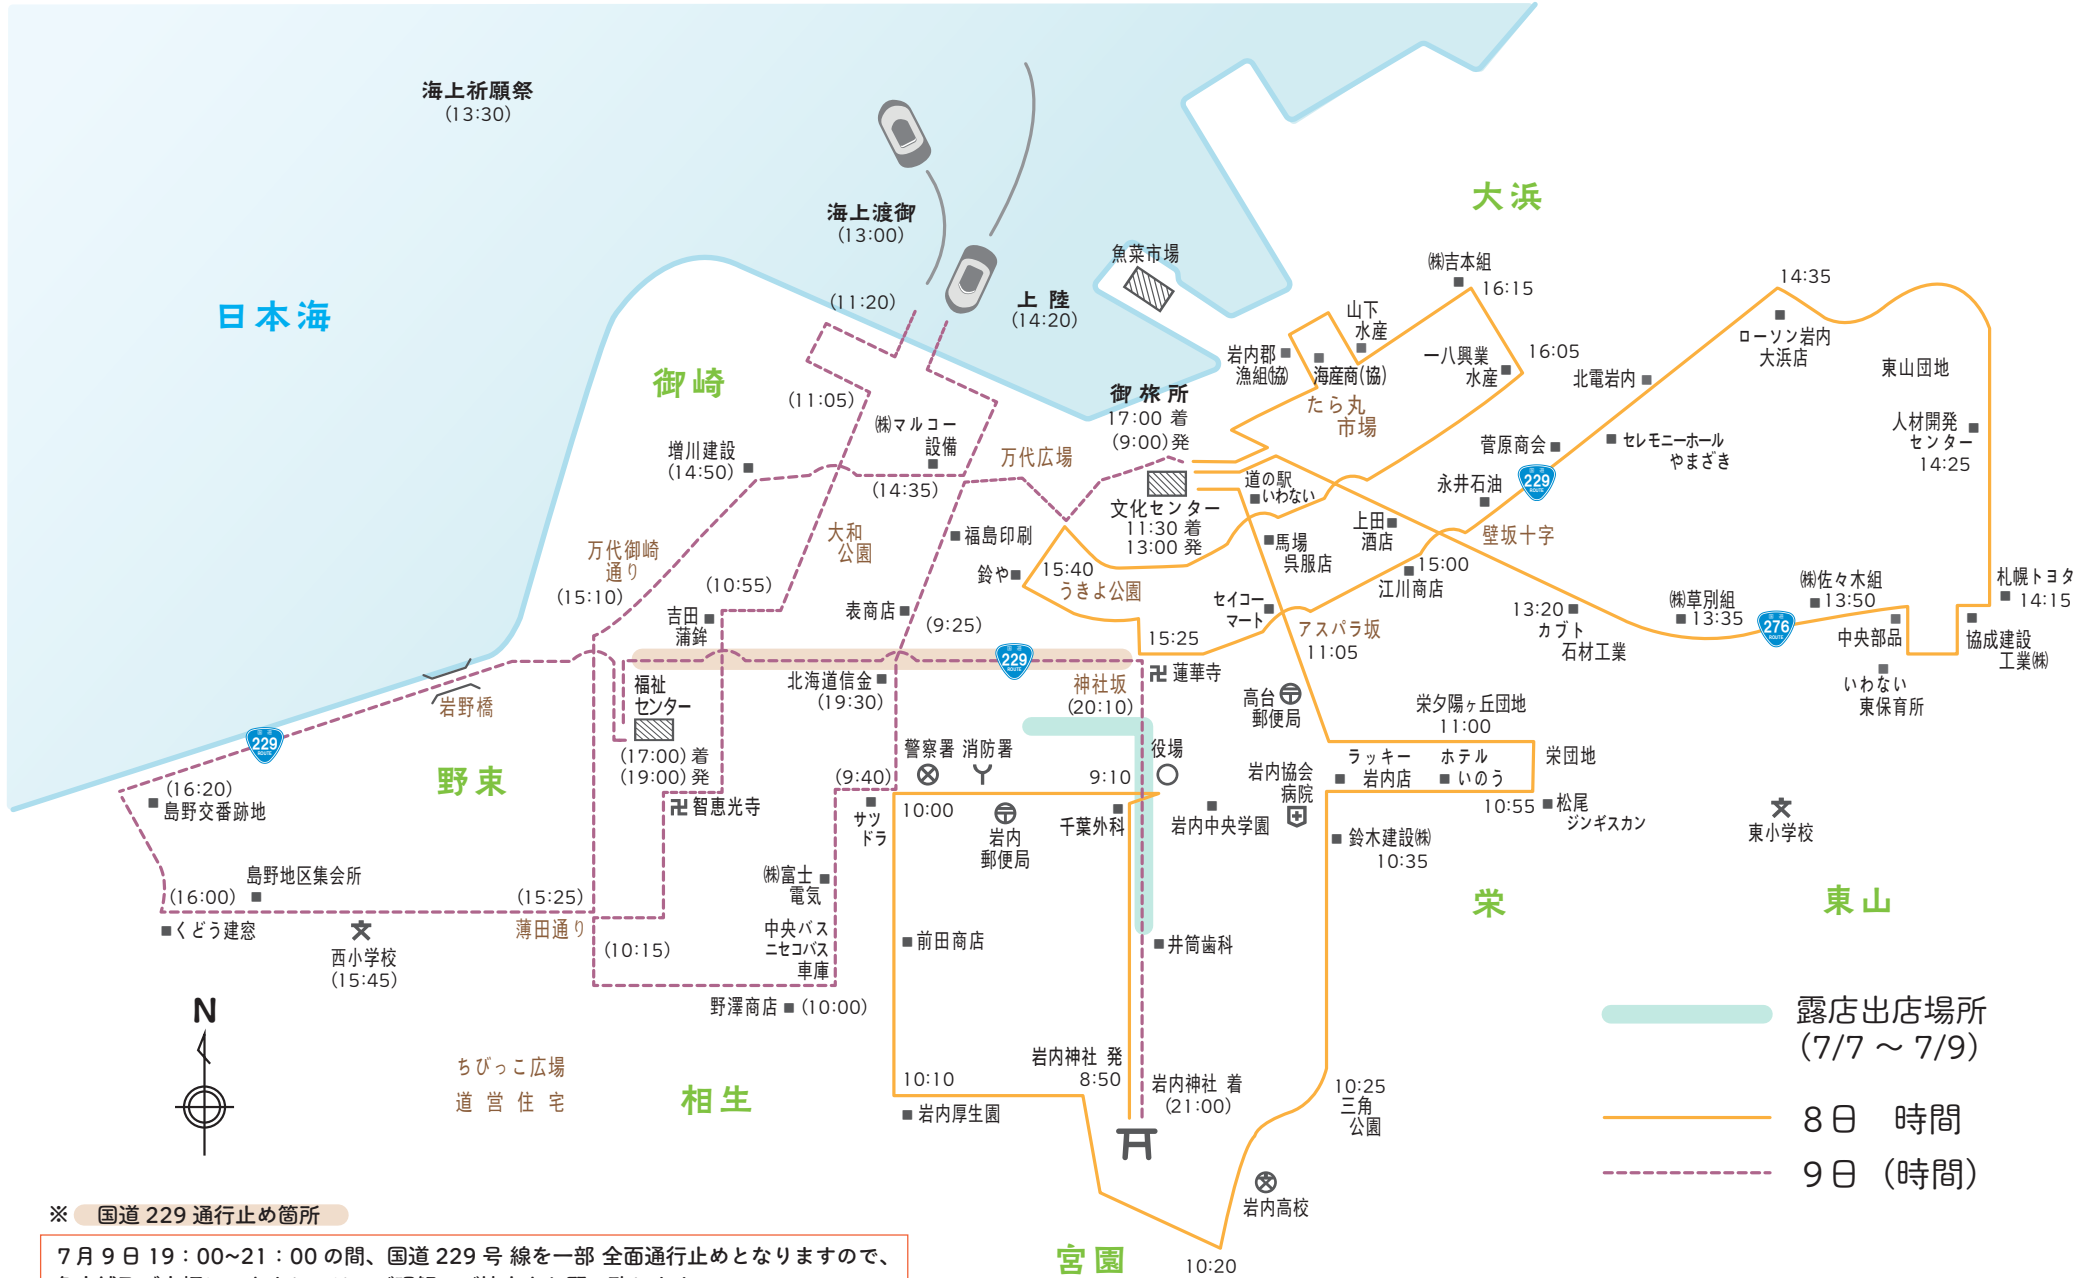 海上祈願祭
(13:30)
海上渡御
(13:00)
日本海
(11:20)
上 陸
(14:20)
魚菜市場
大浜
㈱吉本組
16:15
山下
水産
岩内郡
漁組㈿
海産商(協)
たら丸
市場
一八興業
水産
16:05
北電岩内
14:35
ローソン岩内
大浜店
東山団地
人材開発
センター
14:25
御崎
(11:05)
㈱マルコー
設備
増川建設
(14:50)
(14:35)
万代広場
御旅所
17:00 着
(9:00)発
文化センター
11:30 着
13:00 発
道の駅
いわない
菅原商会
セレモニーホール
やまざき
永井石油
国道
229
ROUTE
壁坂十字
上田
酒店
馬場
呉服店
15:00
江川商店
大和
公園
福島印刷
鈴や
15:40
うきよ公園
万代御崎
通り
(15:10)
(10:55)
吉田
蒲鉾
表商店
(9:25)
セイコー
マート
15:25
アスパラ坂
11:05
13:20
カブト
石材工業
㈱草別組
13:35
国道
276
ROUTE
㈱佐々木組
13:50
中央部品
いわない
東保育所
札幌トヨタ
14:15
協成建設
工業㈱
国道
229
ROUTE
蓮華寺
神社坂
(20:10)
北海道信金
(19:30)
福祉
センター
(17:00)着
(19:00)発
岩野橋
国道
229
ROUTE
野束
(16:20)
島野交番跡地
島野地区集会所
(16:00)
(15:25)
薄田通り
くどう建窓
西小学校
(15:45)
智恵光寺
(10:15)
警察署
消防署
(9:40)
サツ
ドラ
10:00
岩内
郵便局
9:10
役場
千葉外科
岩内中央学園
高台
郵便局
岩内協会
病院
栄夕陽ヶ丘団地
11:00
ラッキー
岩内店
ホテル
いのう
栄団地
10:55
松尾
ジンギスカン
鈴木建設㈱
10:35
東小学校
栄
東山
㈱富士
電気
中央バス
ニセコバス
車庫
野澤商店
(10:00)
前田商店
井筒歯科
岩内神社 発
8:50
10:10
岩内厚生園
岩内神社 着
(21:00)
10:25
三角
公園
岩内高校
10:20
宮園
相生
ちびっこ広場
道営住宅
N
露店出店場所
(7/7 ～ 7/9)
8日 時間
9日 (時間)
※ 国道 229 通行止め箇所
7月9日 19：00~21：00 の間、国道 229 号 線を一部 全面通行止めとなりますので、